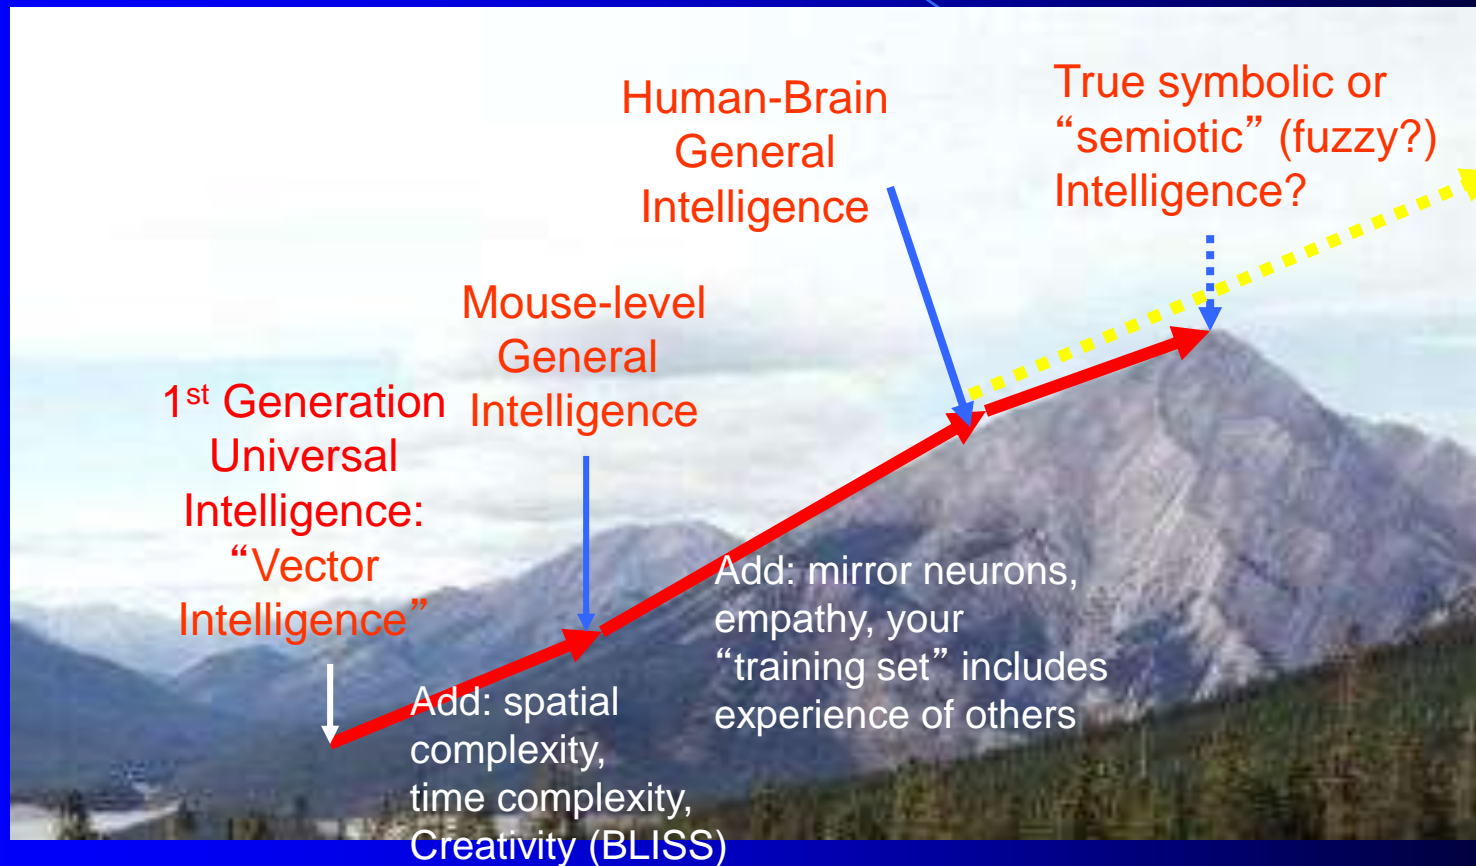 Human-Brain
General
Intelligence
True symbolic or
“semiotic” (fuzzy?)
Intelligence?
Mouse-level
General
Intelligence
1st Generation
Universal
Intelligence:
“Vector
Intelligence”
Add: mirror neurons,
empathy, your
“training set” includes
experience of others
Add: spatial
complexity,
time complexity,
Creativity (BLISS)